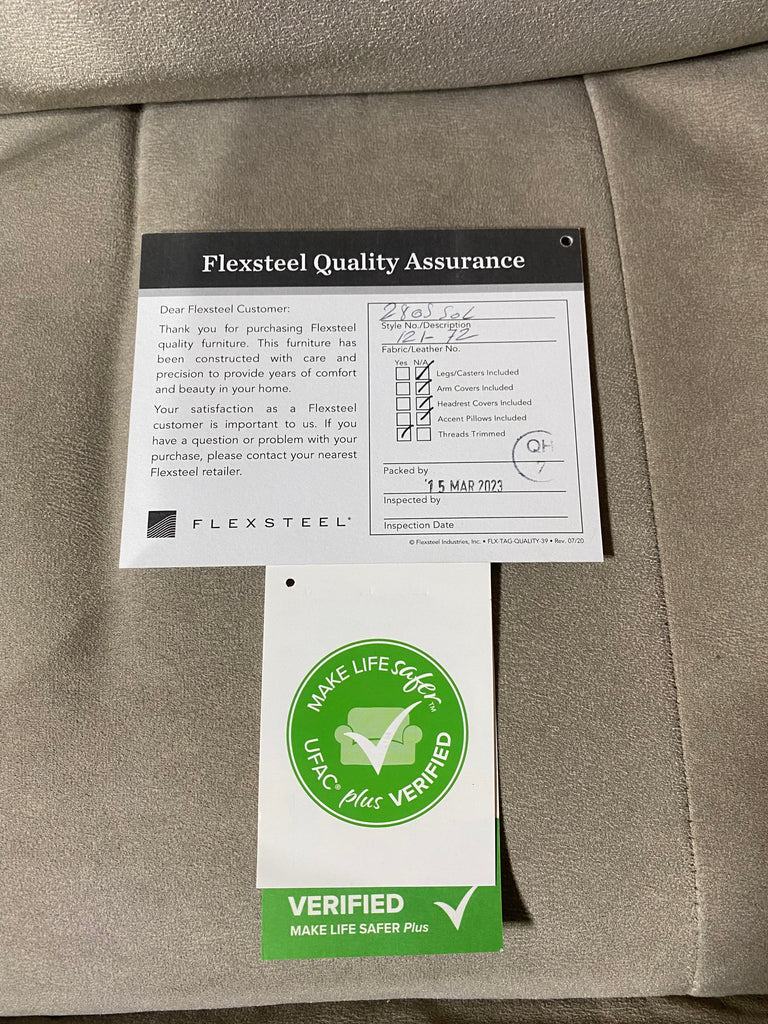 Flexsteel Quality Assurance
Dear Flexsteel Customer:
Thank you for purchasing Flexsteel
quality furniture. This furniture has
been constructed with care and
precision to provide years of comfort
and beauty in your home.
Your satisfaction as a Flexsteel
customer is important to us. If you
have a question or problem with your
purchase, please contact your nearest
Flexsteel retailer.
FLEXSTEEL®
Style No./Description
121-72
Fabric/Leather No.
Yes N/A
Legs/Casters Included
Arm Covers Included
Headrest Covers Included
Accent Pillows Included
Threads Trimmed
QH
7
Packed by
15 MAR 2023
Inspected by
Inspection Date
© Flexsteel Industries, Inc. • FLX-TAG-QUALITY-39 • Rev. 07/20
MAKE LIFE safer™
UFAC® plus VERIFIED
VERIFIED
MAKE LIFE SAFER Plus